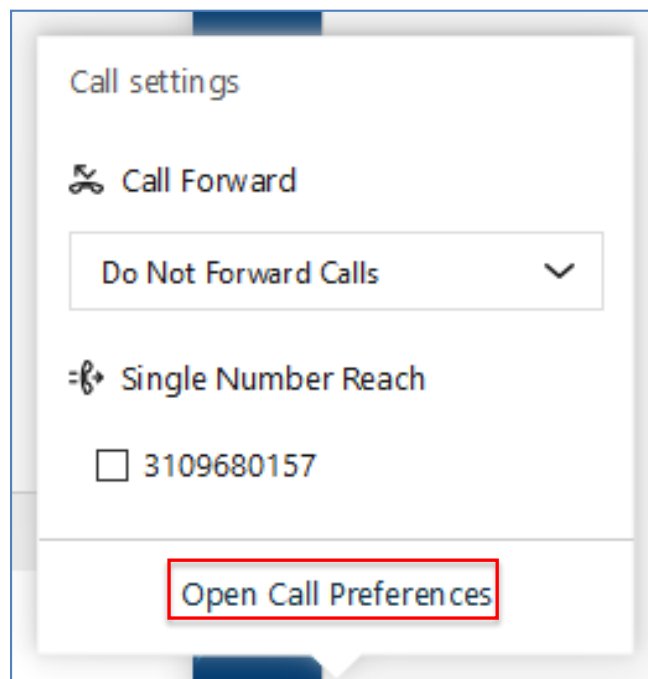 Call settings
Call Forward
Do Not Forward Calls
Single Number Reach
3109680157
Open Call Preferences